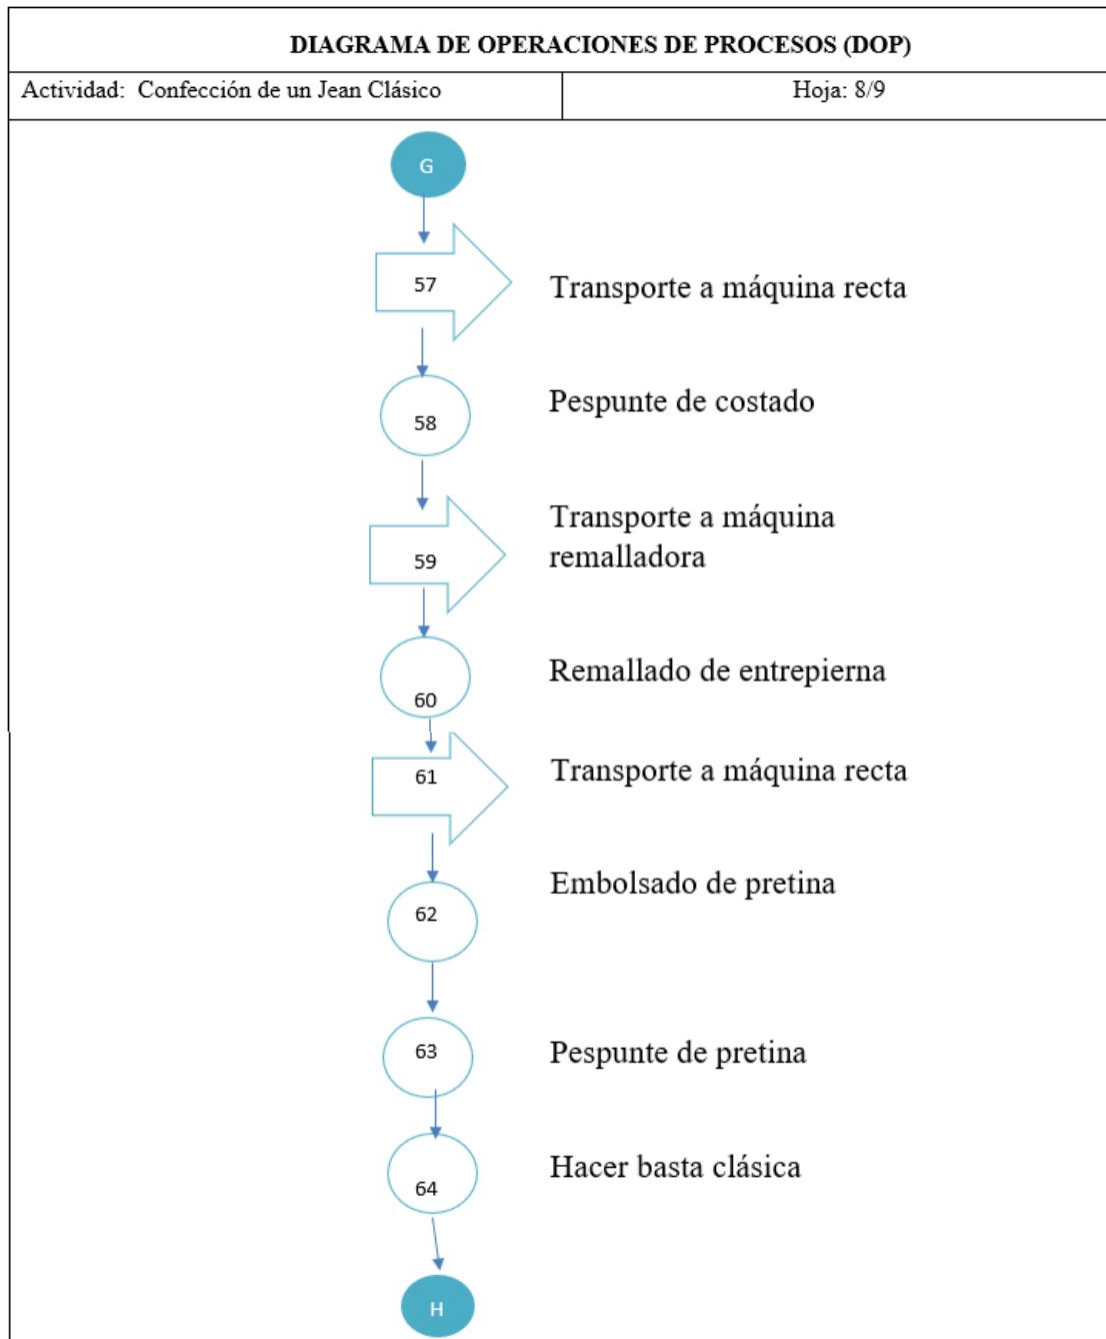 DIAGRAMA DE OPERACIONES DE PROCESOS (DOP)
Actividad: Confección de un Jean Clásico
Hoja: 8/9
G
57
Transporte a máquina recta
58
Pespunte de costado
59
Transporte a máquina
remalladora
60
Remallado de entrepierna
61
Transporte a máquina recta
62
Embolsado de pretina
63
Pespunte de pretina
64
Hacer basta clásica
H